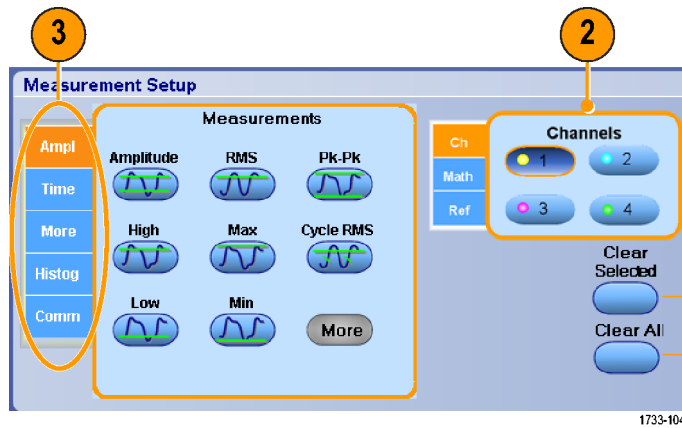 3
2
Measurement Setup
Ampl
Time
More
Histog
Comm
Measurements
Amplitude
RMS
Pk-Pk
High
Max
Cycle RMS
Low
Min
More
Ch
Math
Ref
Channels
1
2
3
4
Clear
Selected
Clear All
1733-104